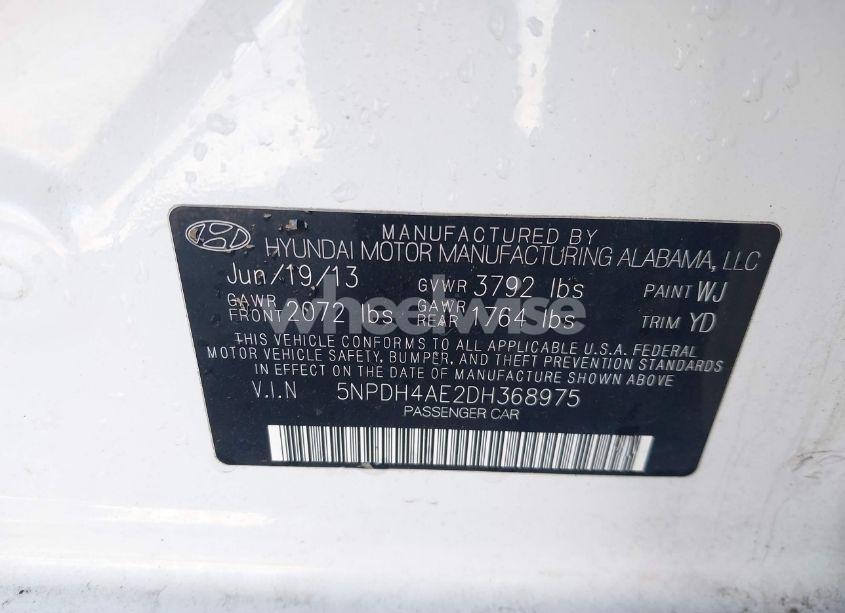 MANUFACTURED BY
HYUNDAI MOTOR MANUFACTURING ALABAMA, LLC
Jun/19/13 GVWR 3792 lbs PAINT WJ
GAWR FRONT 2072 lbs GAWR REAR 1764 lbs TRIM YD
wheelwise
THIS VEHICLE CONFORMS TO ALL APPLICABLE U.S.A. FEDERAL
MOTOR VEHICLE SAFETY, BUMPER, AND THEFT PREVENTION STANDARDS
IN EFFECT ON THE DATE OF MANUFACTURE SHOWN ABOVE
V.I.N 5NPDH4AE2DH368975
PASSENGER CAR